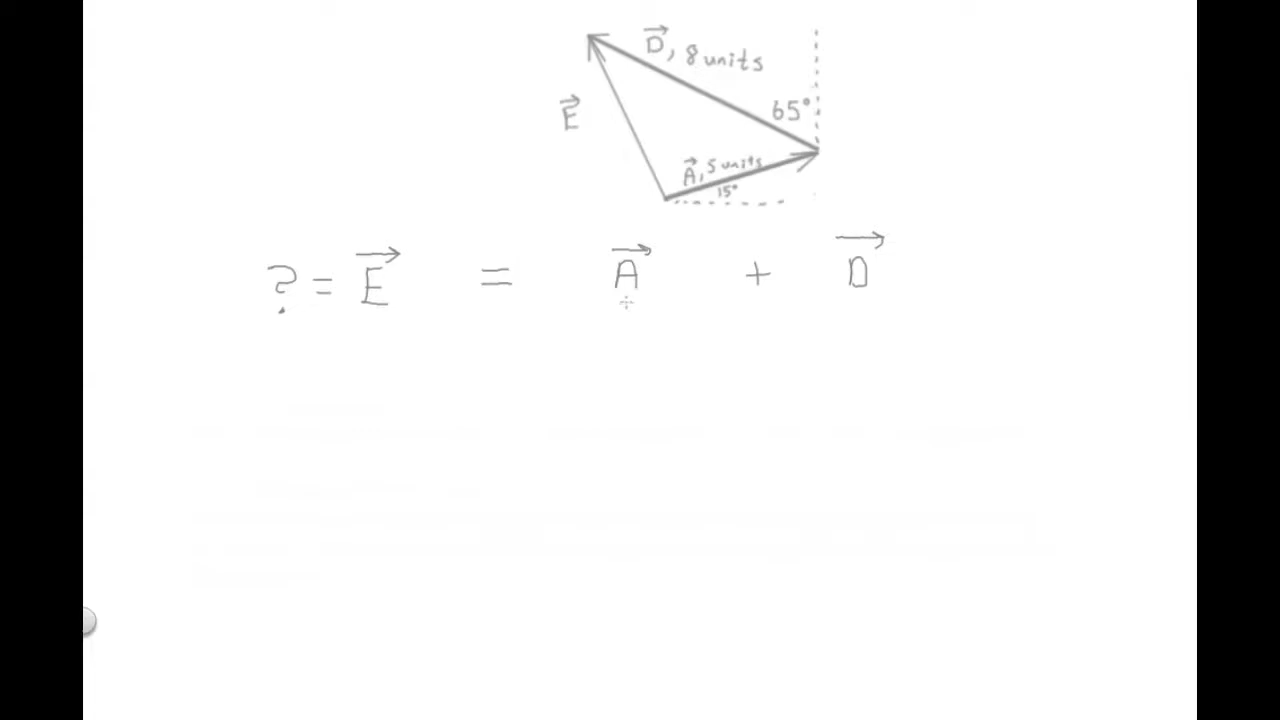 D, 8 units
65°
E
A, 5 units
15°
? = E = A + D